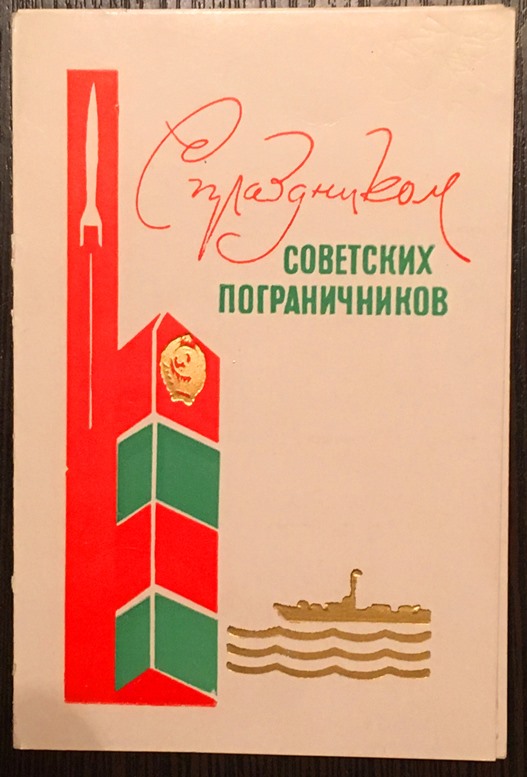 С праздником
СОВЕТСКИХ
ПОГРАНИЧНИКОВ